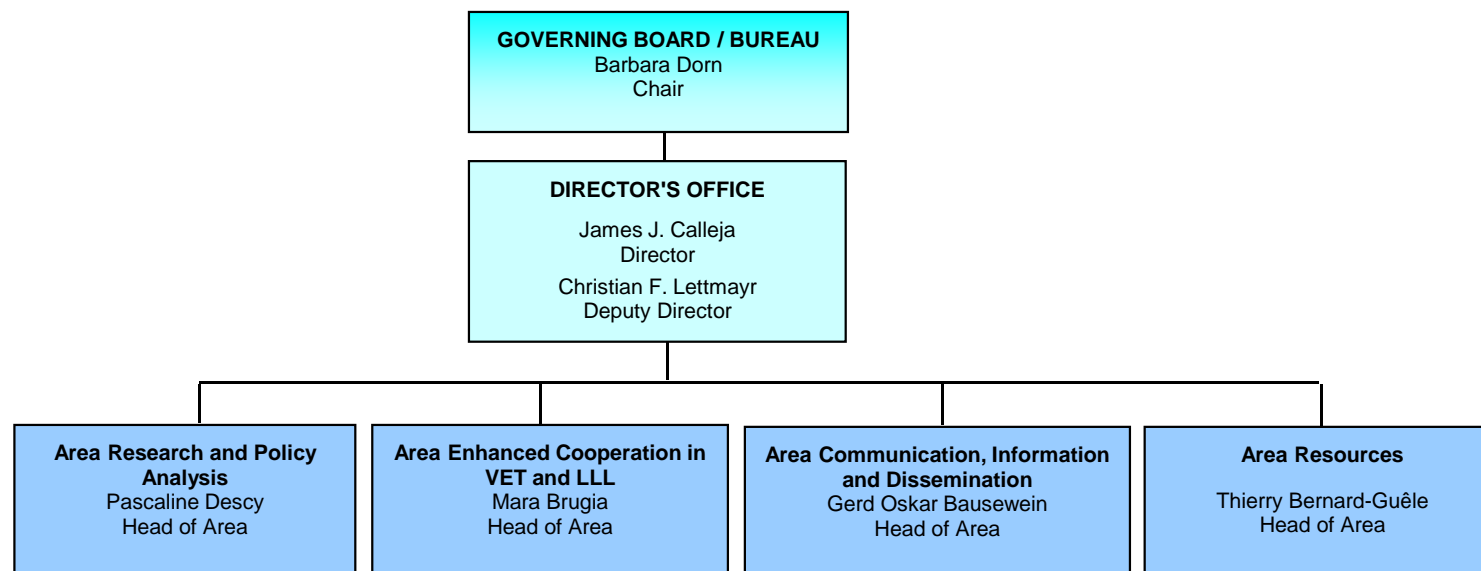 GOVERNING BOARD / BUREAU
Barbara Dorn
Chair
DIRECTOR'S OFFICE
James J. Calleja
Director
Christian F. Lettmayr
Deputy Director
Area Research and Policy
Analysis
Pascaline Descy
Head of Area
Area Enhanced Cooperation in
VET and LLL
Mara Brugia
Head of Area
Area Communication, Information
and Dissemination
Gerd Oskar Bausewein
Head of Area
Area Resources
Thierry Bernard-Guêle
Head of Area